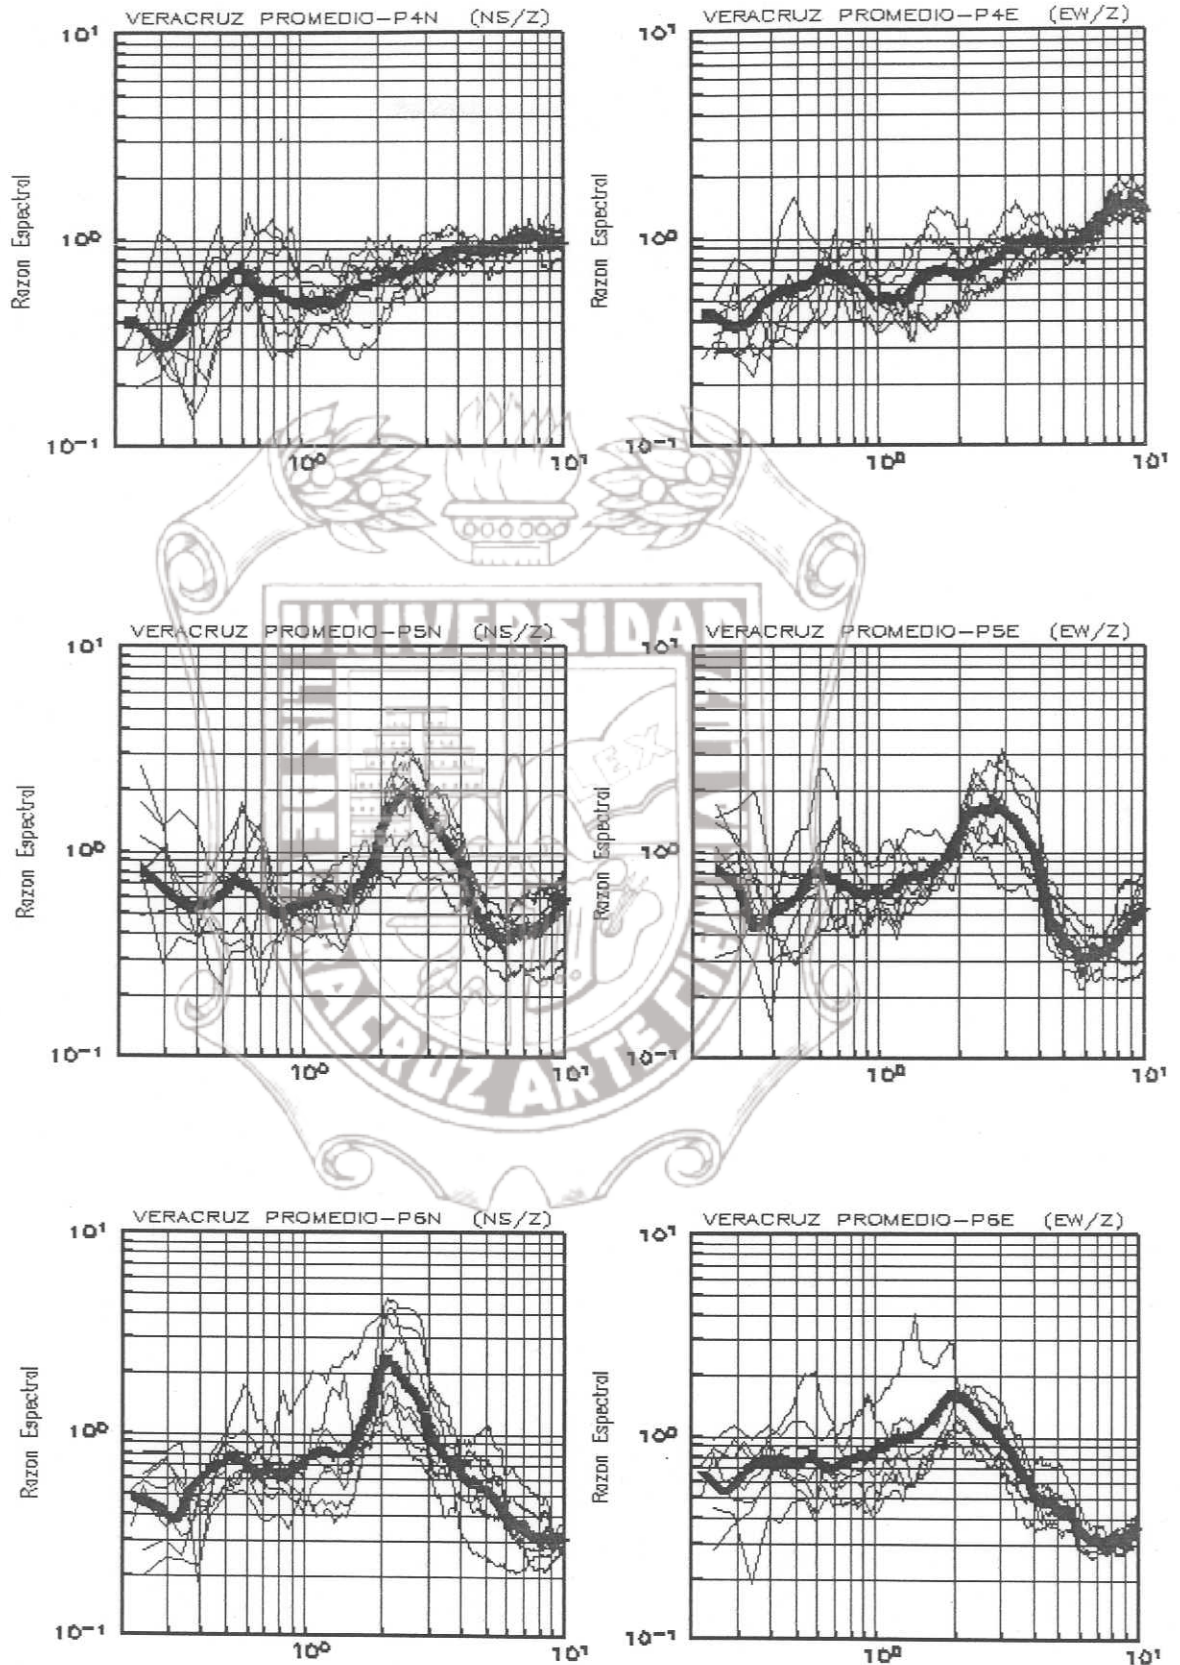 VERACRUZ PROMEDIO-P4N (NS/Z)
10¹
Razon Espectral
10⁰
10⁻¹
10⁰ 10¹
VERACRUZ PROMEDIO-P4E (EW/Z)
10¹
Razon Espectral
10⁰
10⁻¹
10⁰ 10¹
UNIVERSIDAD
VERACRUZ PROMEDIO-P5N (NS/Z)
10¹
Razon Espectral
10⁰
10⁻¹
10⁰ 10¹
VERACRUZ PROMEDIO-P5E (EW/Z)
10¹
Razon Espectral
10⁰
10⁻¹
10⁰ 10¹
LEX
VERACRUZ ARTE
VERACRUZ PROMEDIO-P6N (NS/Z)
10¹
Razon Espectral
10⁰
10⁻¹
10⁰ 10¹
VERACRUZ PROMEDIO-P6E (EW/Z)
10¹
Razon Espectral
10⁰
10⁻¹
10⁰ 10¹